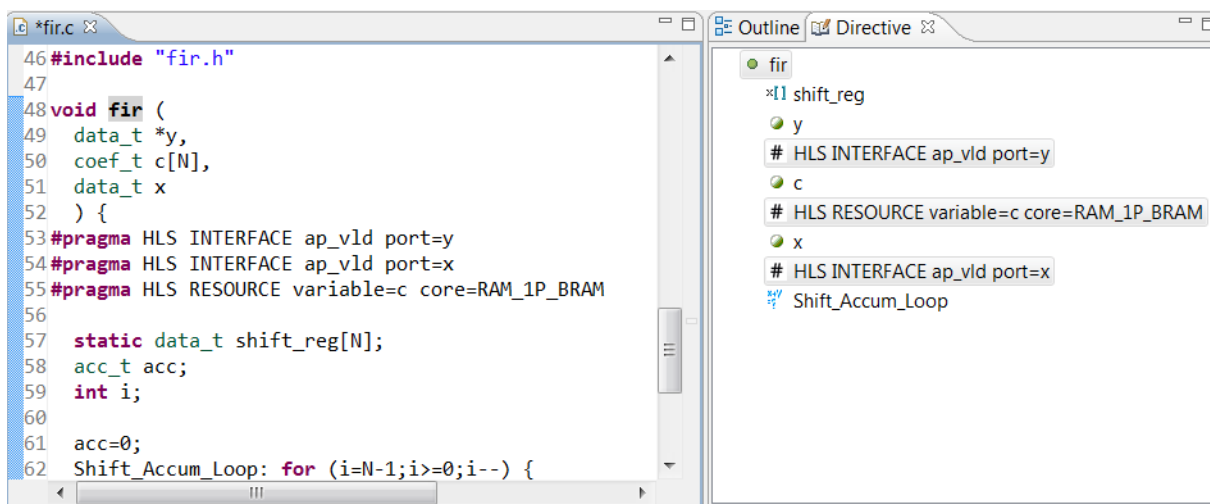 *fir.c
46 #include "fir.h"
47
48 void fir (
49 data_t *y,
50 coef_t c[N],
51 data_t x
52 ) {
53 #pragma HLS INTERFACE ap_vld port=y
54 #pragma HLS INTERFACE ap_vld port=x
55 #pragma HLS RESOURCE variable=c core=RAM_1P_BRAM
56
57 static data_t shift_reg[N];
58 acc_t acc;
59 int i;
60
61 acc=0;
62 Shift_Accum_Loop: for (i=N-1;i>=0;i--) {
Outline Directive
fir
×[] shift_reg
y
# HLS INTERFACE ap_vld port=y
c
# HLS RESOURCE variable=c core=RAM_1P_BRAM
x
# HLS INTERFACE ap_vld port=x
Shift_Accum_Loop